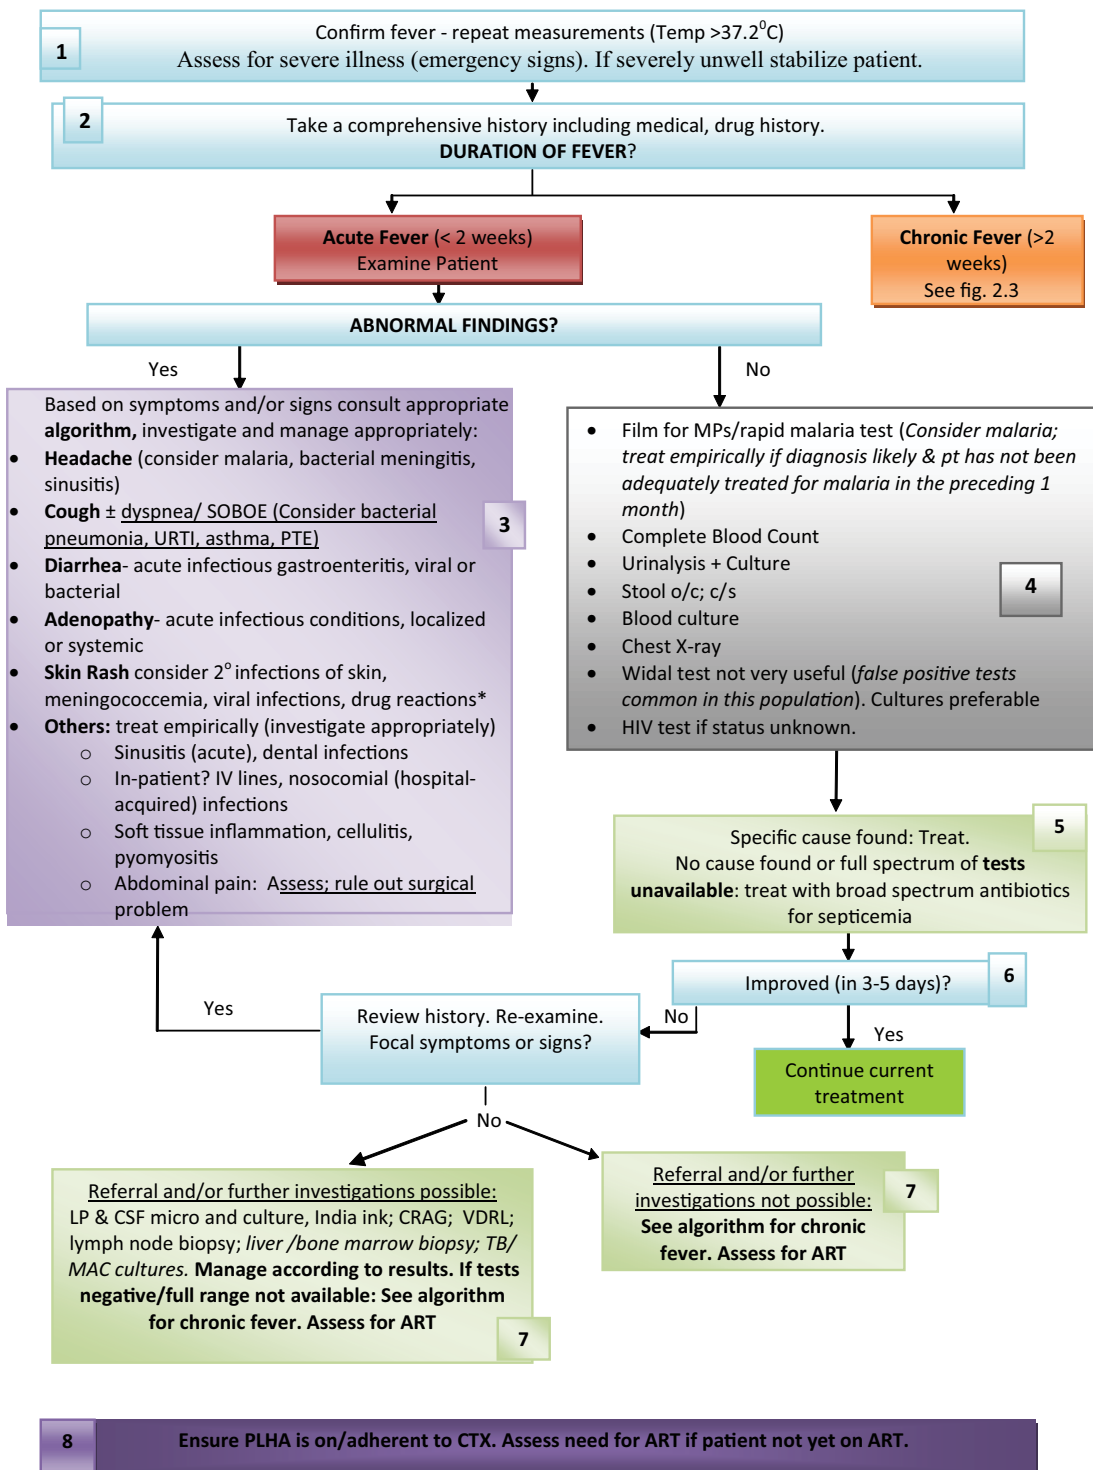 1
Confirm fever - repeat measurements (Temp >37.2⁰C)
Assess for severe illness (emergency signs). If severely unwell stabilize patient.
2
Take a comprehensive history including medical, drug history.
DURATION OF FEVER?
Acute Fever (< 2 weeks)
Examine Patient
Chronic Fever (>2
weeks)
See fig. 2.3
ABNORMAL FINDINGS?
Yes
No
Based on symptoms and/or signs consult appropriate
algorithm, investigate and manage appropriately:
• Headache (consider malaria, bacterial meningitis,
sinusitis)
3
• Cough ± dyspnea/ SOBOE (Consider bacterial
pneumonia, URTI, asthma, PTE)
• Diarrhea- acute infectious gastroenteritis, viral or
bacterial
• Adenopathy- acute infectious conditions, localized
or systemic
• Skin Rash consider 2⁰ infections of skin,
meningococcemia, viral infections, drug reactions*
• Others: treat empirically (investigate appropriately)
o Sinusitis (acute), dental infections
o In-patient? IV lines, nosocomial (hospital-
acquired) infections
o Soft tissue inflammation, cellulitis,
pyomyositis
o Abdominal pain: Assess; rule out surgical
problem
• Film for MPs/rapid malaria test (Consider malaria;
treat empirically if diagnosis likely & pt has not been
adequately treated for malaria in the preceding 1
month)
• Complete Blood Count
• Urinalysis + Culture
4
• Stool o/c; c/s
• Blood culture
• Chest X-ray
• Widal test not very useful (false positive tests
common in this population). Cultures preferable
• HIV test if status unknown.
5
Specific cause found: Treat.
No cause found or full spectrum of tests
unavailable: treat with broad spectrum antibiotics
for septicemia
6
Improved (in 3-5 days)?
No
Yes
Continue current
treatment
Review history. Re-examine.
Focal symptoms or signs?
Yes
No
Referral and/or further investigations possible:
LP & CSF micro and culture, India ink; CRAG; VDRL;
lymph node biopsy; liver /bone marrow biopsy; TB/
MAC cultures. Manage according to results. If tests
negative/full range not available: See algorithm
for chronic fever. Assess for ART
7
Referral and/or further
investigations not possible:
See algorithm for chronic
fever. Assess for ART
7
8
Ensure PLHA is on/adherent to CTX. Assess need for ART if patient not yet on ART.